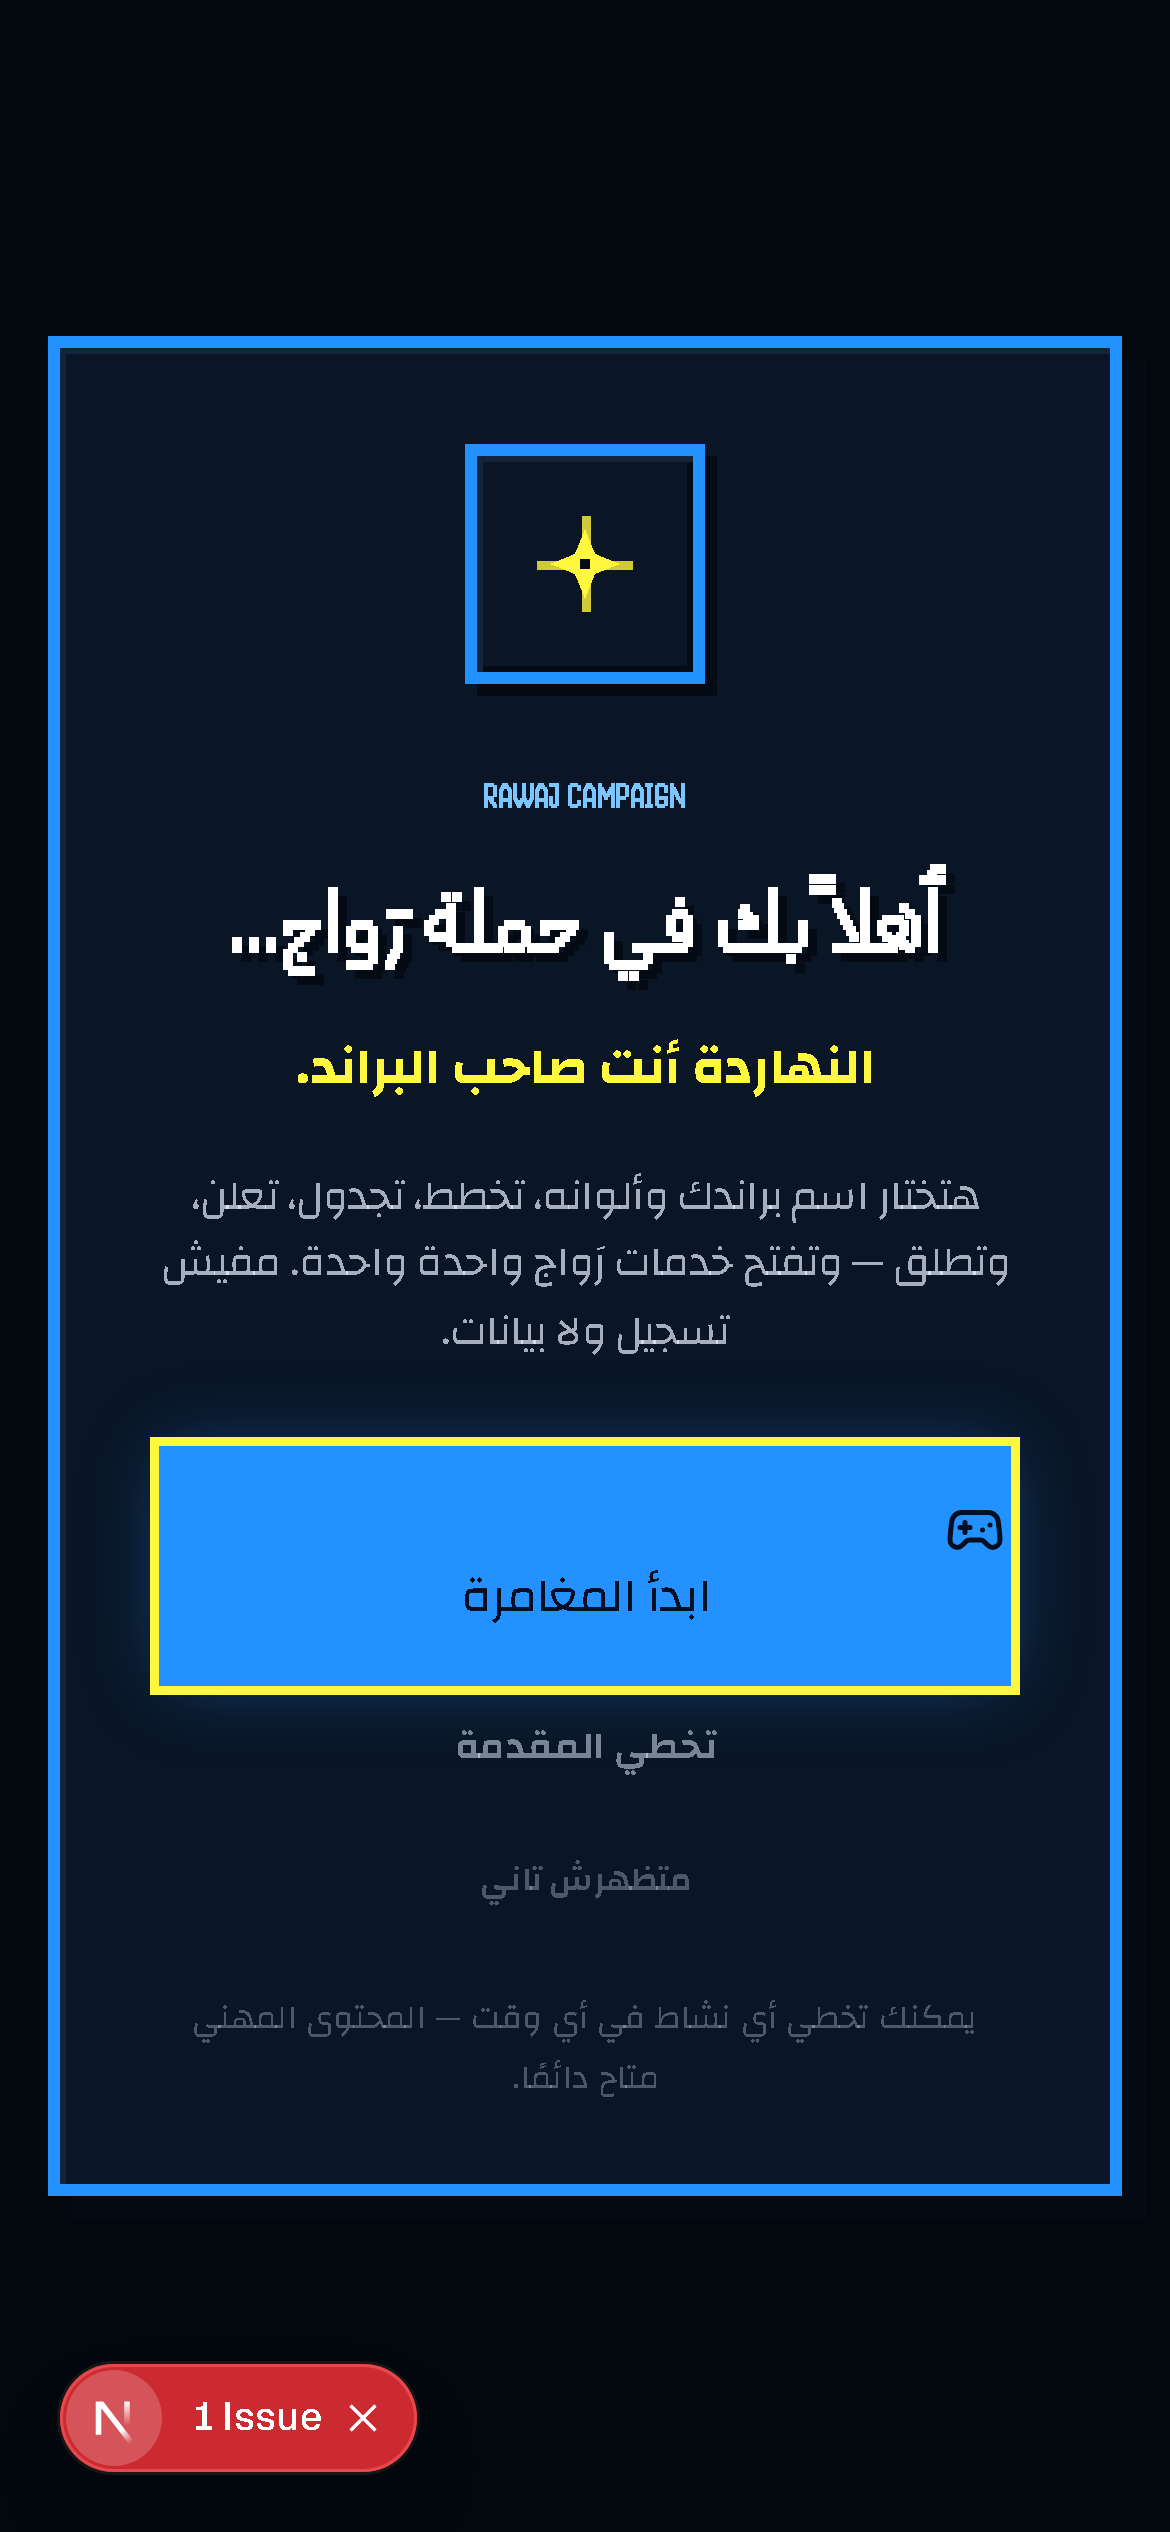 RAWAJ CAMPAIGN
أهلاً بك في حملة رَواج...
النهاردة أنت صاحب البراند.
هتختار اسم براندك وألوانه، تخطط، تجدول، تعلن،
وتطلق — وتفتح خدمات رَواج واحدة واحدة. مفيش
تسجيل ولا بيانات.
ابدأ المغامرة
تخطي المقدمة
متظهرش تاني
يمكنك تخطي أي نشاط في أي وقت — المحتوى المهني
متاح دائمًا.
N 1 Issue